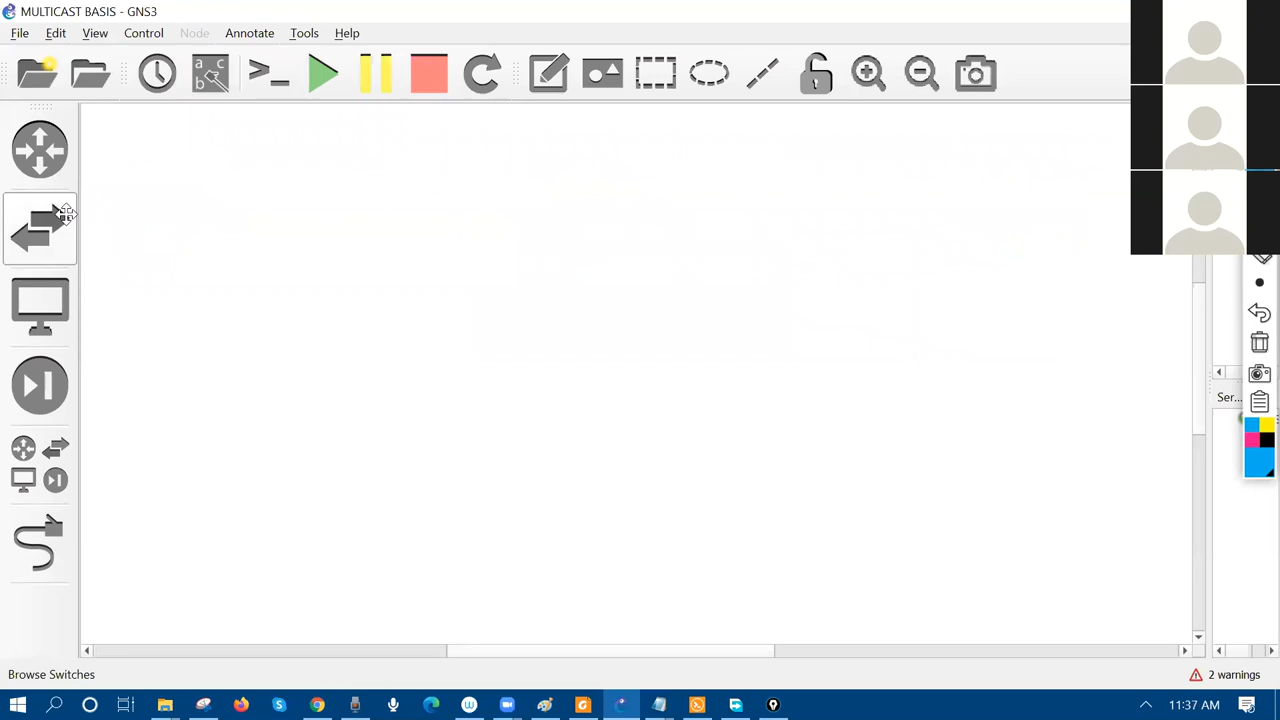 MULTICAST BASIS - GNS3
File Edit View Control Node Annotate Tools Help
a c
b
>_
Ser...
Browse Switches
2 warnings
11:37 AM